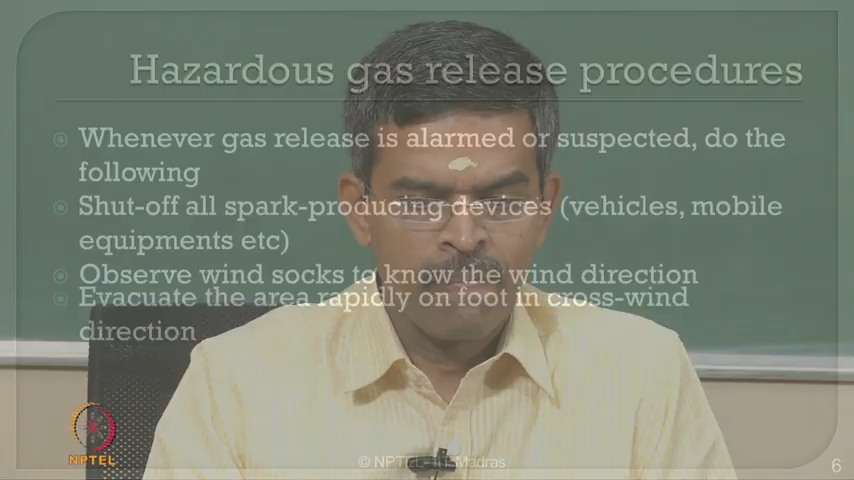 Hazardous gas release procedures
Whenever gas release is alarmed or suspected, do the
following
Shut-off all spark-producing devices (vehicles, mobile
equipments etc)
Observe wind socks to know the wind direction
Evacuate the area rapidly on foot in cross-wind
direction
NPTEL
© NPTEL - IIT Madras
6